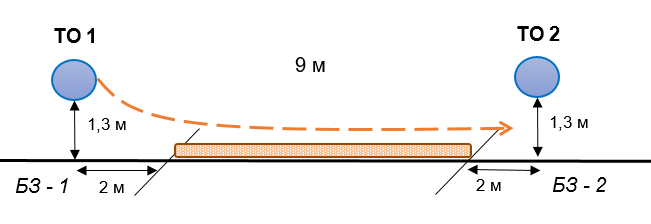 ТО 1
ТО 2
9 м
1,3 м
1,3 м
БЗ - 1
2 м
2 м
БЗ - 2